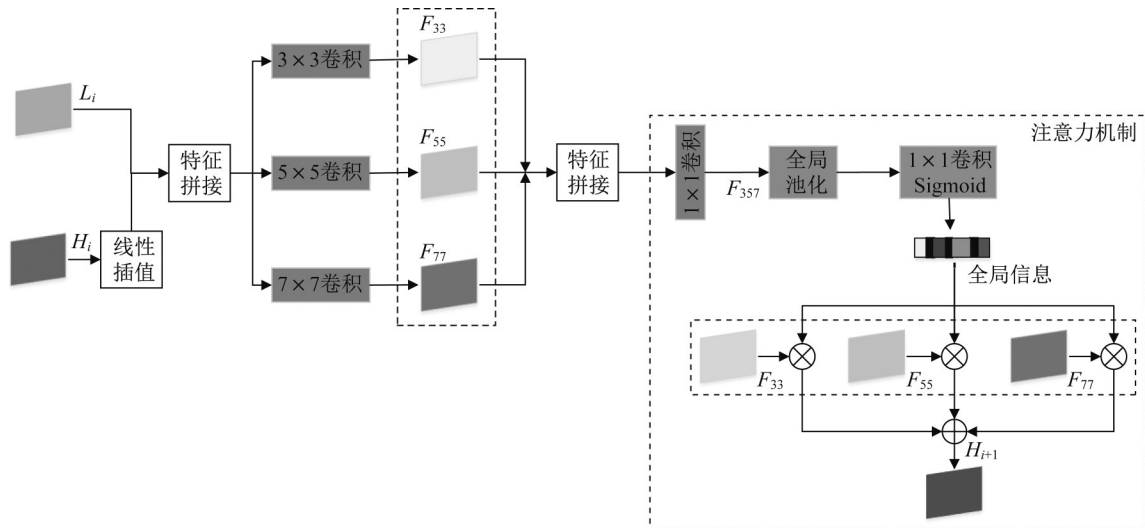 L_i
H_i
线性
插值
特征
拼接
3×3卷积
5×5卷积
7×7卷积
F_33
F_55
F_77
特征
拼接
注意力机制
1×1卷积
F_357
全局
池化
1×1卷积
Sigmoid
全局信息
F_33
F_55
F_77
H_{i+1}